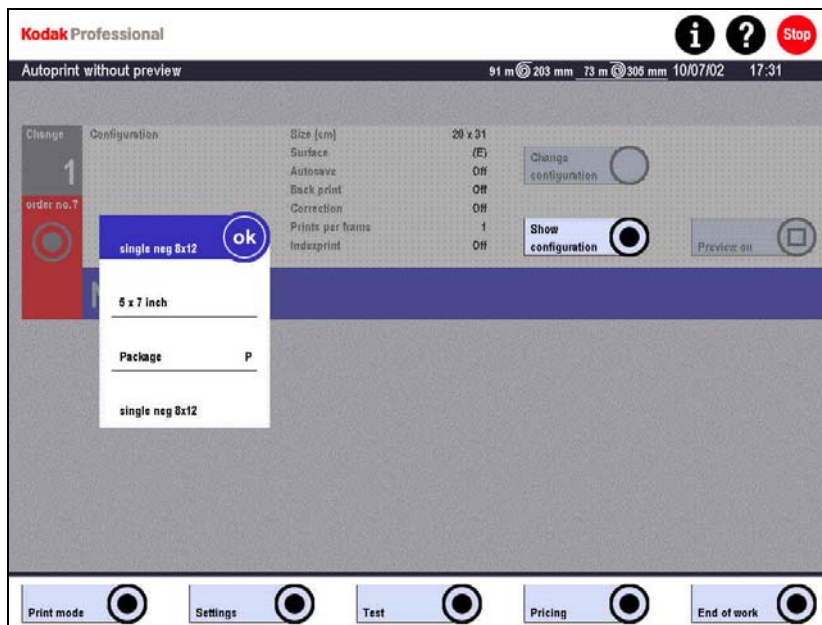 Kodak Professional
i ? Stop
Autoprint without preview 91 m 203 mm 73 m 305 mm 10/07/02 17:31
Change Configuration
1
order no.?
Size [cm] 20 x 31
Surface (E)
Autosave Off
Back print Off
Correction Off
Prints per frame 1
Indexprint Off
Change
configuration
Show
configuration
Preview on
single neg 8x12 ok
5 x 7 inch
Package P
single neg 8x12
Print mode
Settings
Test
Pricing
End of work